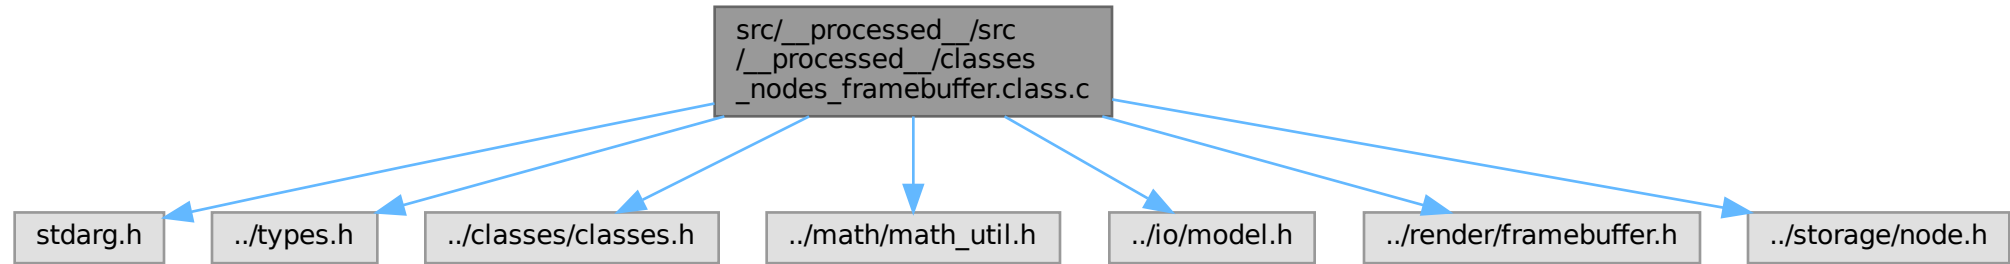 src/__processed__/src
/__processed__/classes
_nodes_framebuffer.class.c
stdarg.h
../types.h
../classes/classes.h
../math/math_util.h
../io/model.h
../render/framebuffer.h
../storage/node.h